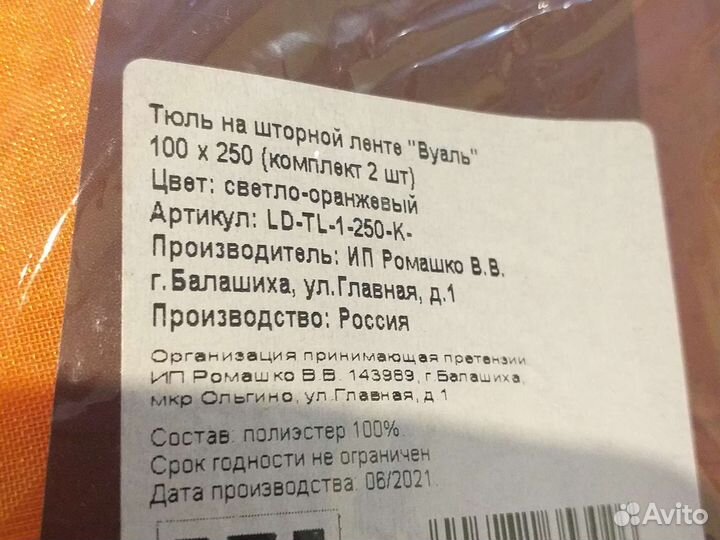 Тюль на шторной ленте "Вуаль"
100 х 250 (комплект 2 шт)
Цвет: светло-оранжевый
Артикул: LD-TL-1-250-K-
Производитель: ИП Ромашко В.В.
г.Балашиха, ул.Главная, д.1
Производство: Россия
Организация принимающая претензии
ИП Ромашко В.В. 143989, г.Балашиха,
мкр Ольгино, ул.Главная, д.1
Состав: полиэстер 100%.
Срок годности не ограничен
Дата производства: 06/2021.
Avito